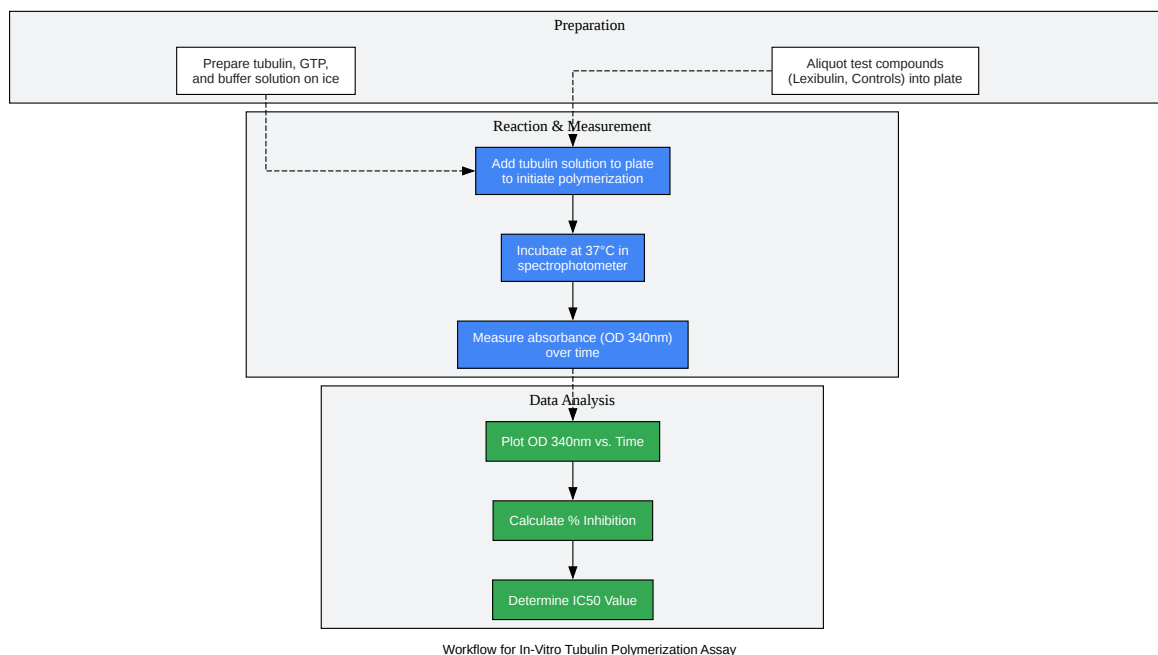 Preparation
Prepare tubulin, GTP,
and buffer solution on ice
Aliquot test compounds
(Lexibulin, Controls) into plate
Reaction & Measurement
Add tubulin solution to plate
to initiate polymerization
Incubate at 37°C in
spectrophotometer
Measure absorbance (OD 340nm)
over time
Data Analysis
Plot OD 340nm vs. Time
Calculate % Inhibition
Determine IC50 Value
Workflow for In-Vitro Tubulin Polymerization Assay